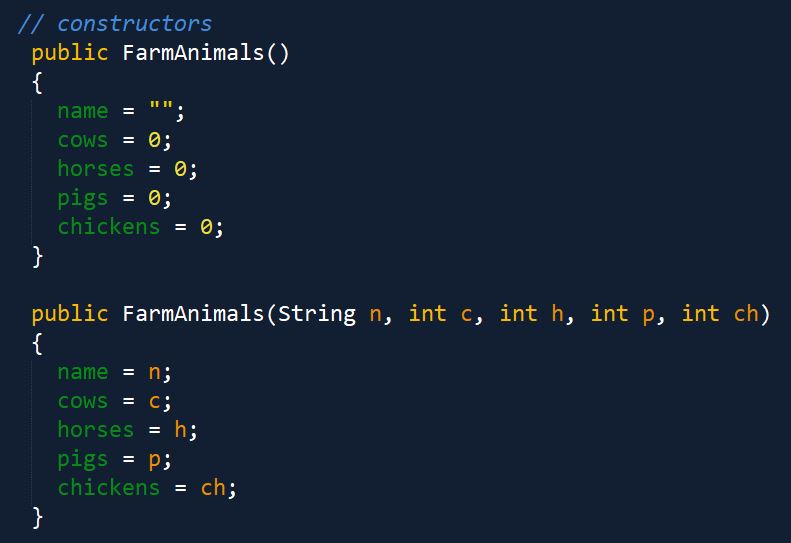 // constructors
public FarmAnimals()
{
name = "";
cows = 0;
horses = 0;
pigs = 0;
chickens = 0;
}
public FarmAnimals(String n, int c, int h, int p, int ch)
{
name = n;
cows = c;
horses = h;
pigs = p;
chickens = ch;
}